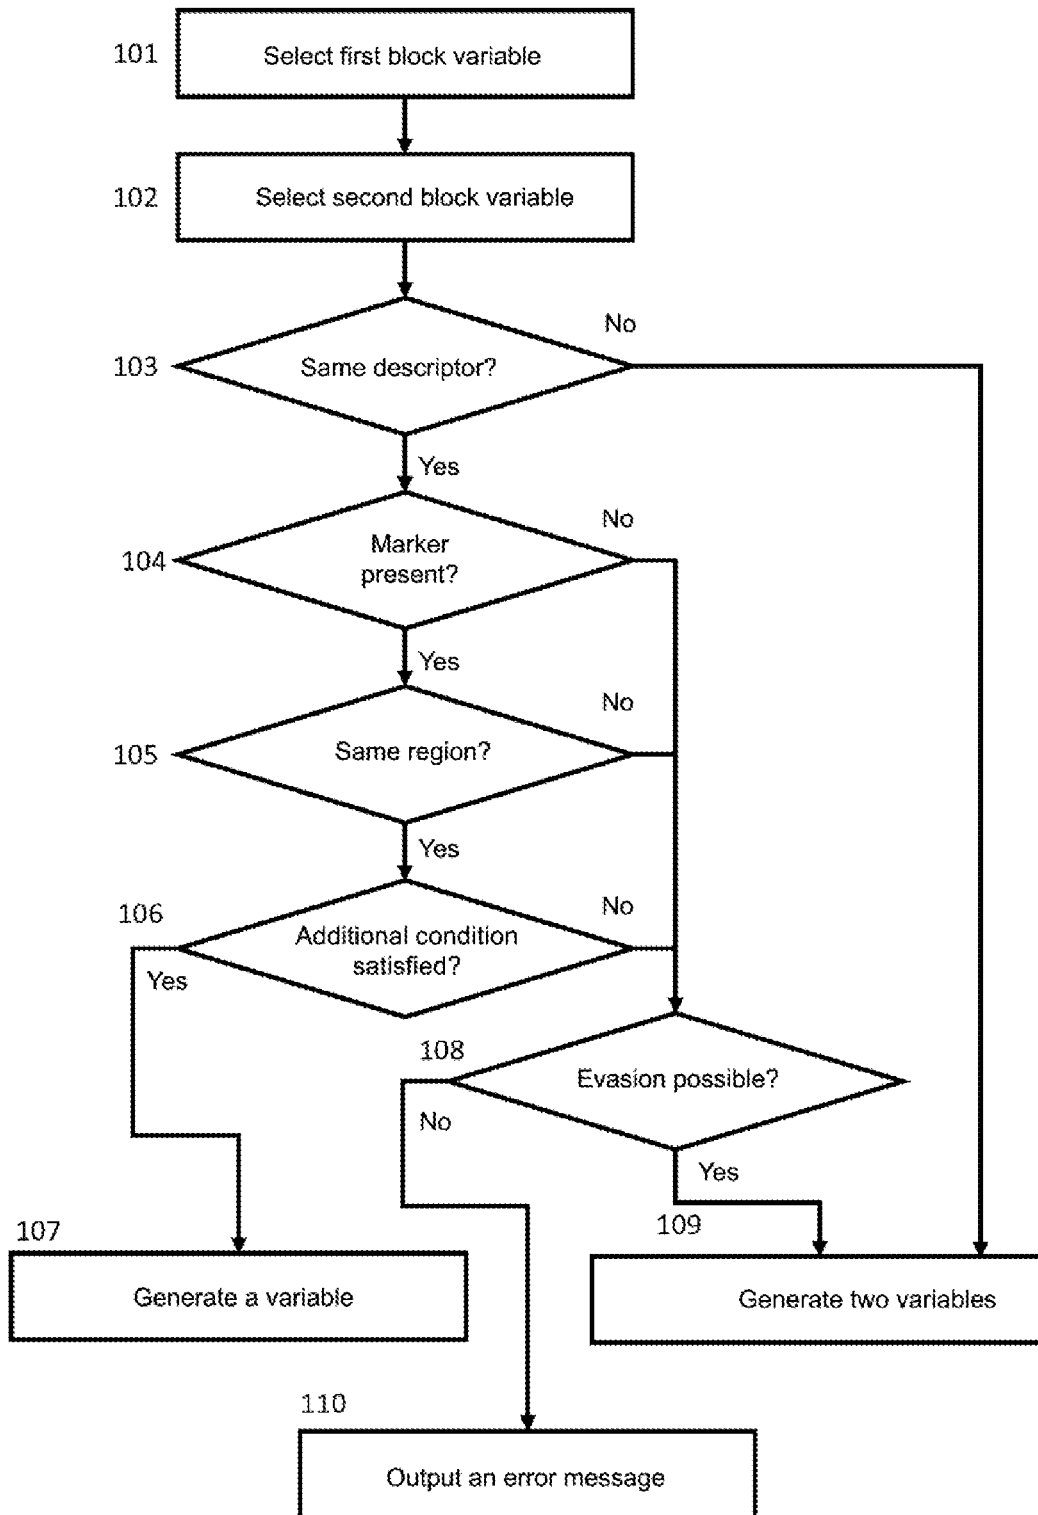 101
Select first block variable
102
Select second block variable
No
103
Same descriptor?
Yes
No
104
Marker
present?
Yes
No
105
Same region?
Yes
106
No
Additional condition
satisfied?
Yes
108
Evasion possible?
No
Yes
109
107
Generate a variable
Generate two variables
110
Output an error message